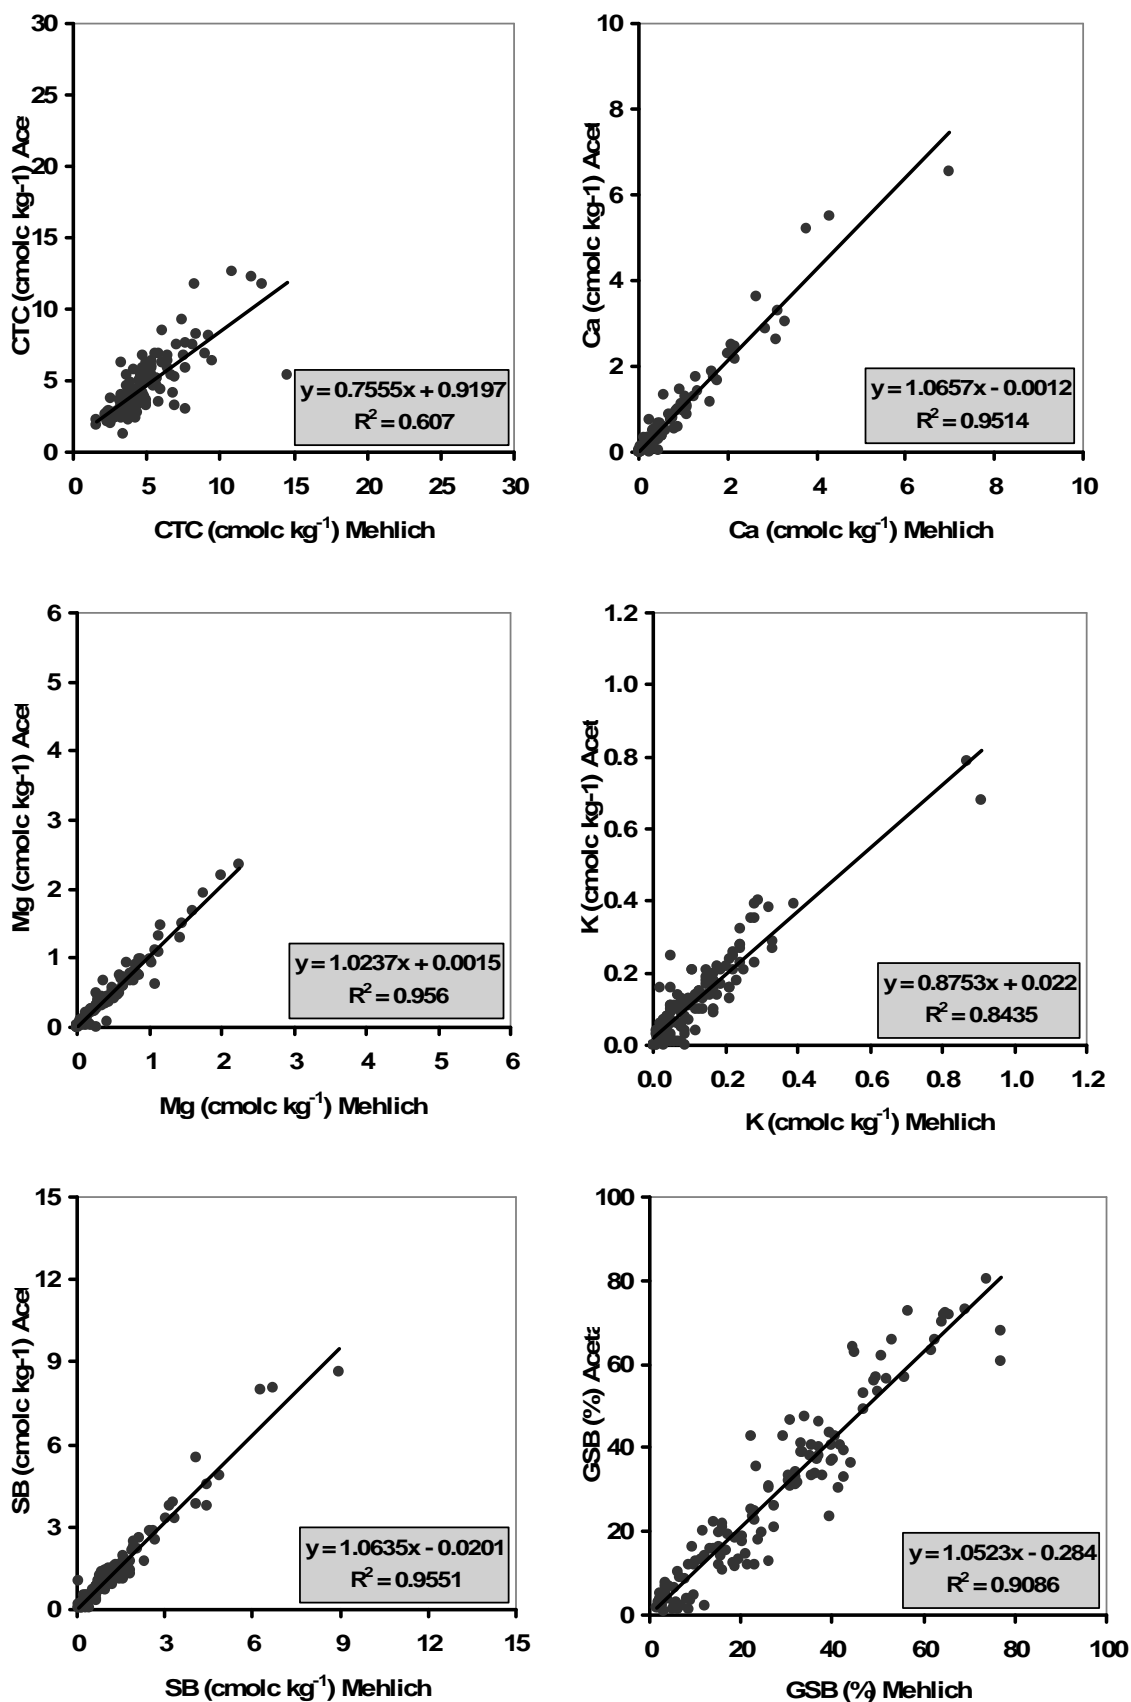 30
25
20
15
10
5
0
CTC (cmolc kg-1) Ace
0 5 10 15 20 25 30
CTC (cmolc kg-1) Mehlich
y = 0.7555x + 0.9197
R2 = 0.607
10
8
6
4
2
0
Ca (cmolc kg-1) Acet
0 2 4 6 8 10
Ca (cmolc kg-1) Mehlich
y = 1.0657x - 0.0012
R2 = 0.9514
6
5
4
3
2
1
0
Mg (cmolc kg-1) Acet
0 1 2 3 4 5 6
Mg (cmolc kg-1) Mehlich
y = 1.0237x + 0.0015
R2 = 0.956
1.2
1.0
0.8
0.6
0.4
0.2
0.0
K (cmolc kg-1) Acet
0.0 0.2 0.4 0.6 0.8 1.0 1.2
K (cmolc kg-1) Mehlich
y = 0.8753x + 0.022
R2 = 0.8435
15
12
9
6
3
0
SB (cmolc kg-1) Acet
0 3 6 9 12 15
SB (cmolc kg-1) Mehlich
y = 1.0635x - 0.0201
R2 = 0.9551
100
80
60
40
20
0
GSB (%) Aceta
0 20 40 60 80 100
GSB (%) Mehlich
y = 1.0523x - 0.284
R2 = 0.9086